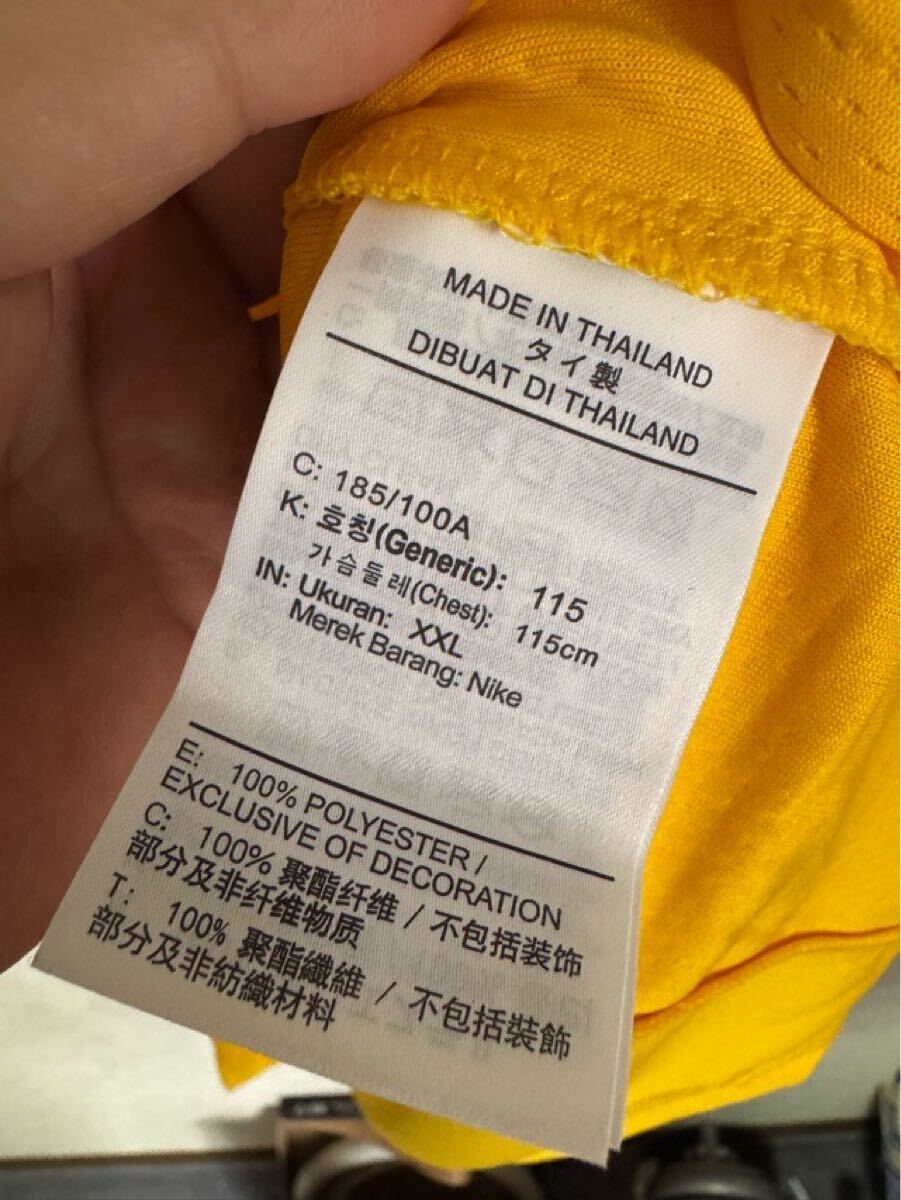 MADE IN THAILAND
タイ製
DIBUAT DI THAILAND
C: 185/100A
K: 호칭(Generic): 115
가슴둘레(Chest): 115cm
IN: Ukuran: XXL
Merek Barang: Nike
E: 100% POLYESTER /
EXCLUSIVE OF DECORATION
C: 100% 聚酯纤维 / 不包括装饰
部分及非纤维物质
T: 100% 聚酯纖維 / 不包括裝飾
部分及非紡織材料